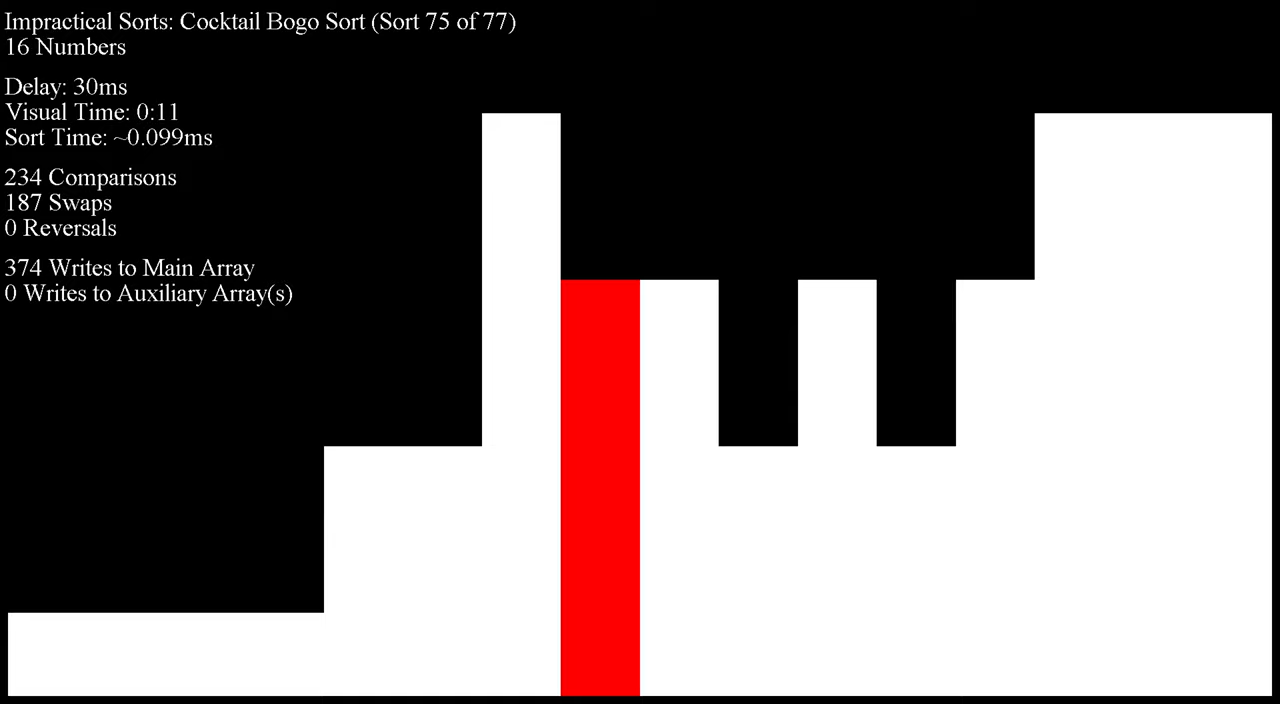 Impractical Sorts: Cocktail Bogo Sort (Sort 75 of 77)
16 Numbers
Delay: 30ms
Visual Time: 0:11
Sort Time: ~0.099ms
234 Comparisons
187 Swaps
0 Reversals
374 Writes to Main Array
0 Writes to Auxiliary Array(s)